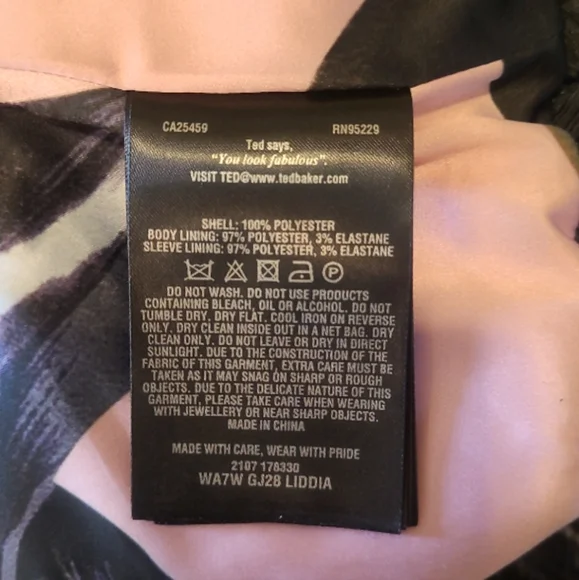 CA25459 RN95229
Ted says,
"You look fabulous".
VISIT TED@www.tedbaker.com
SHELL: 100% POLYESTER
BODY LINING: 97% POLYESTER, 3% ELASTANE
SLEEVE LINING: 97% POLYESTER, 3% ELASTANE
P
DO NOT WASH. DO NOT USE PRODUCTS
CONTAINING BLEACH, OIL OR ALCOHOL. DO NOT
TUMBLE DRY, DRY FLAT. COOL IRON ON REVERSE
ONLY. DRY CLEAN INSIDE OUT IN A NET BAG. DRY
CLEAN ONLY. DO NOT LEAVE OR DRY IN DIRECT
SUNLIGHT. DUE TO THE CONSTRUCTION OF THE
FABRIC OF THIS GARMENT, EXTRA CARE MUST BE
TAKEN AS IT MAY SNAG ON SHARP OR ROUGH
OBJECTS. DUE TO THE DELICATE NATURE OF THIS
GARMENT, PLEASE TAKE CARE WHEN WEARING
WITH JEWELLERY OR NEAR SHARP OBJECTS.
MADE IN CHINA
MADE WITH CARE, WEAR WITH PRIDE
2107 178330
WA7W GJ28 LIDDIA